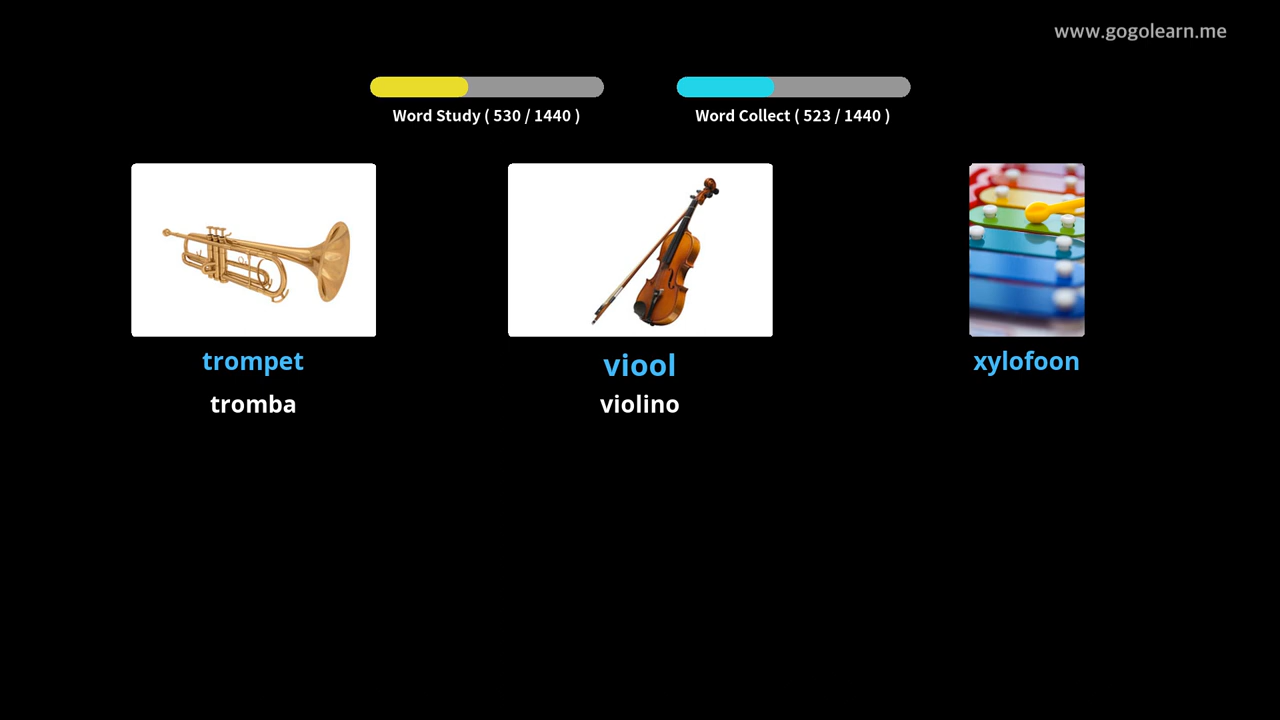 www.gogolearn.me
Word Study ( 530 / 1440 )
Word Collect ( 523 / 1440 )
trompet
viool
xylofoon
tromba
violino